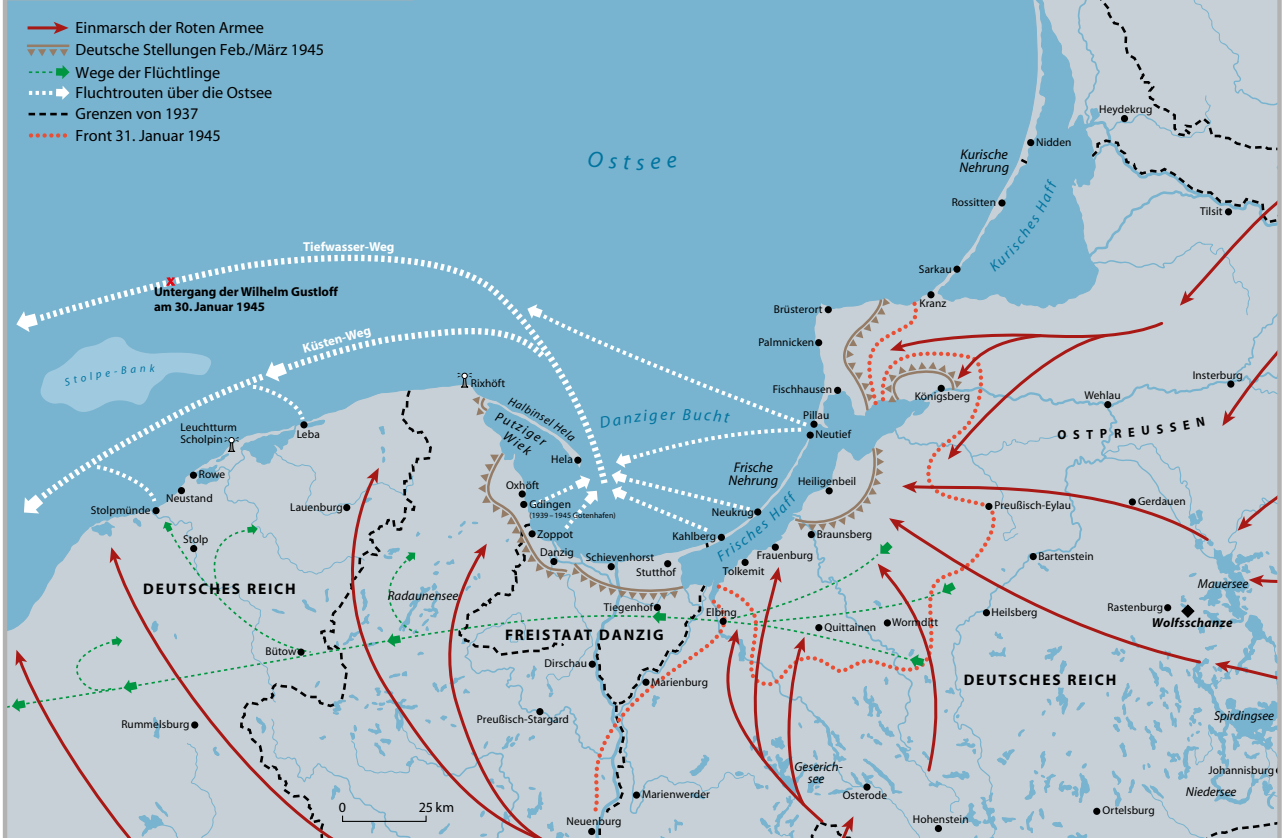 Einmarsch der Roten Armee
Deutsche Stellungen Feb./März 1945
Wege der Flüchtlinge
Fluchtrouten über die Ostsee
Grenzen von 1937
Front 31. Januar 1945
Heydekrug
Ostsee
Nidden
Kurische
Nehrung
Rossitten
Kurisches Haff
Tilsit
Tiefwasser-Weg
Sarkau
Untergang der Wilhelm Gustloff
am 30. Januar 1945
Kranz
Brüsterort
Küsten-Weg
Palmnicken
Stolpe-Bank
Rixhöft
Fischhausen
Königsberg
Insterburg
Wehlau
Halbinsel Hela
Danziger Bucht
Pillau
Neutief
OSTPREUSSEN
Leuchtturm
Scholpin
Leba
Putziger
Wiek
Hela
Frische
Nehrung
Rowe
Neustand
Heiligenbeil
Oxhöft
Gdingen
(1939–1945 Gotenhafen)
Stolpmünde
Lauenburg
Neukrug
Preußisch-Eylau
Gerdauen
Zoppot
Kahlberg
Frisches Haff
Braunsberg
Stolp
Danzig
Schievenhorst
Stutthof
Frauenburg
Tolkemit
Bartenstein
DEUTSCHES REICH
Radaunensee
Mauersee
Tiegenhof
Elbing
Heilsberg
Rastenburg
Wolfsschanze
FREISTAAT DANZIG
Quittainen
Wormditt
Bütow
Dirschau
Marienburg
DEUTSCHES REICH
Rummelsburg
Preußisch-Stargard
Spirdingsee
Geserich-
see
Johannisburg
Marienwerder
Osterode
Niedersee
0
25 km
Neuenburg
Hohenstein
Ortelsburg